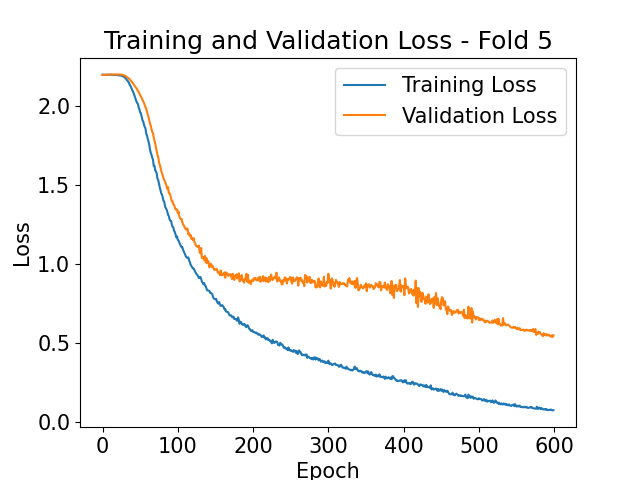 Training and Validation Loss - Fold 5
Training Loss
Validation Loss
Loss
2.0
1.5
1.0
0.5
0.0
0 100 200 300 400 500 600
Epoch